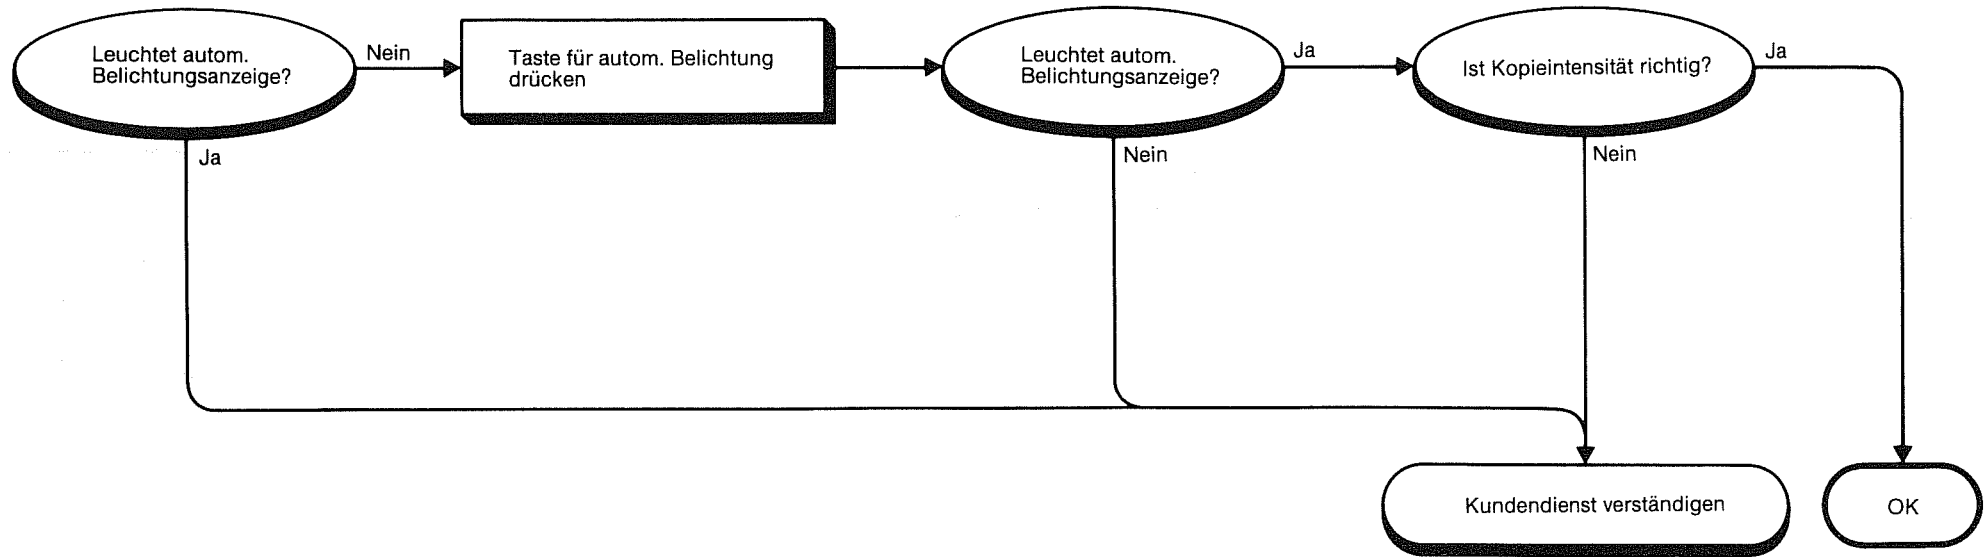 Leuchtet autom.
Belichtungsanzeige?
Nein
Ja
Taste für autom. Belichtung
drücken
Leuchtet autom.
Belichtungsanzeige?
Ja
Nein
Ist Kopieintensität richtig?
Ja
Nein
Kundendienst verständigen
OK